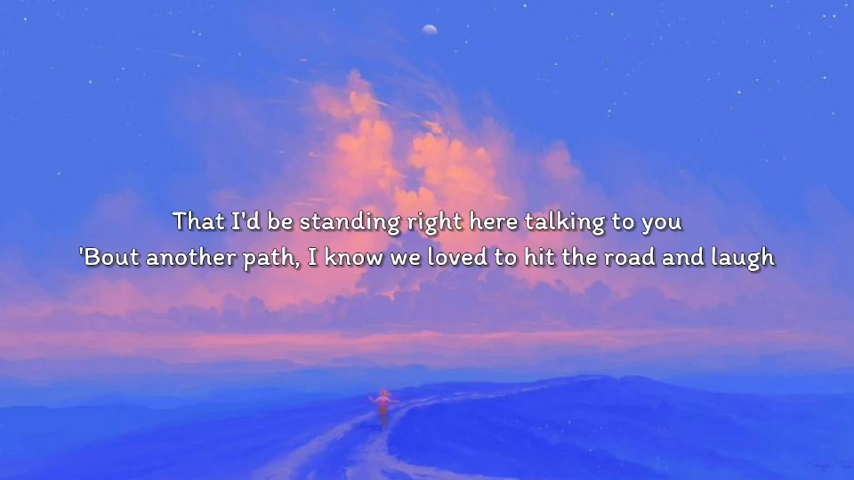 That I'd be standing right here talking to you
'Bout another path, I know we loved to hit the road and laugh